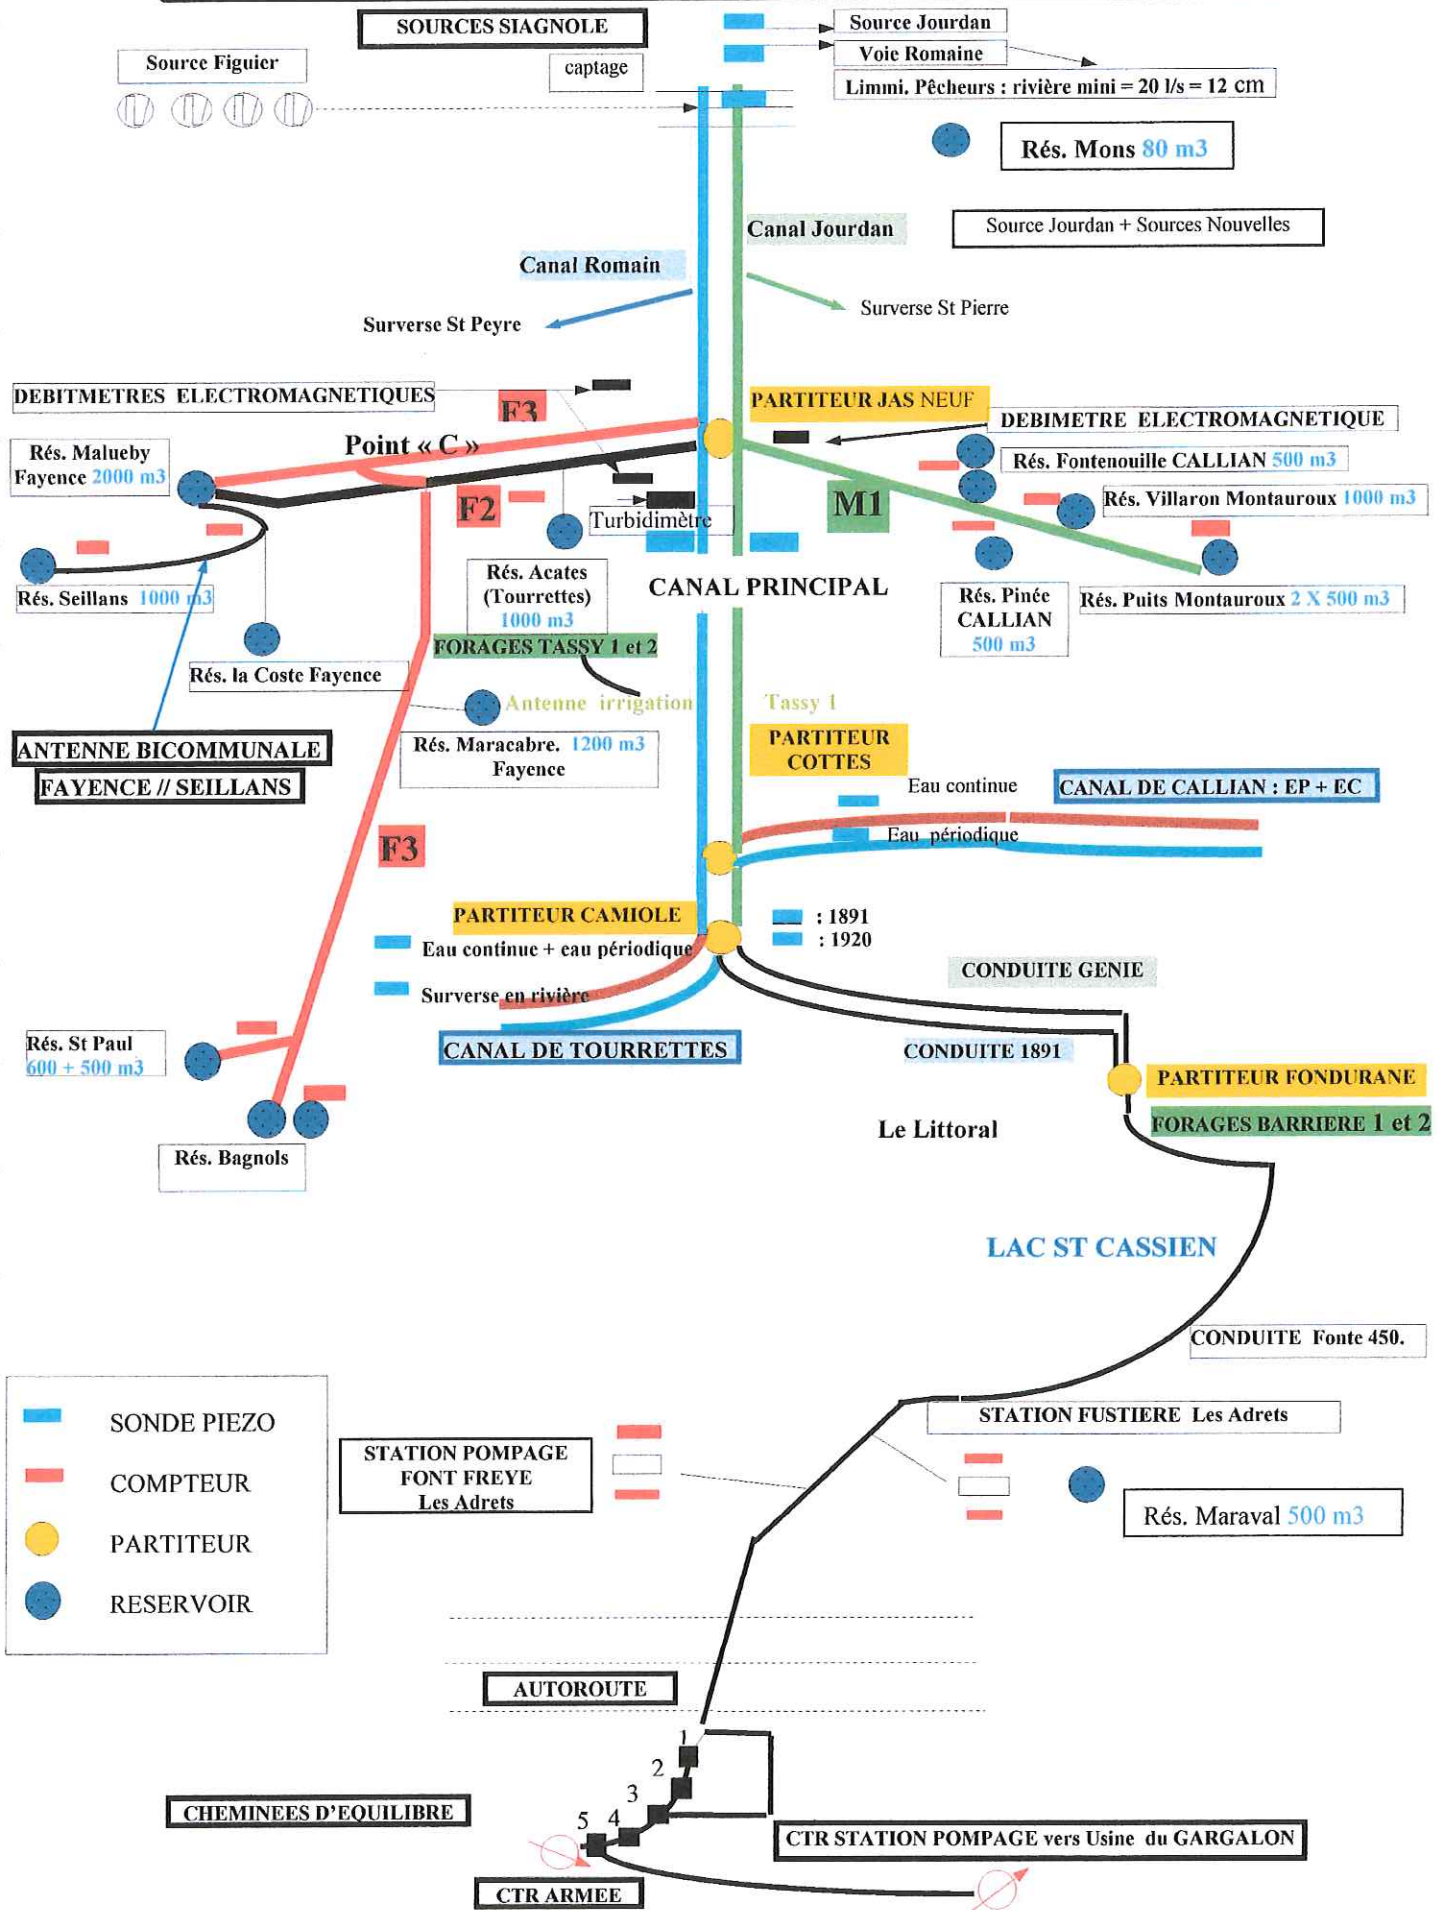 SOURCES SIAGNOLE
Source Jourdan
Voie Romaine
Source Figuier
captage
Limni. Pêcheurs : rivière mini = 20 l/s = 12 cm
Rés. Mons 80 m3
Canal Jourdan
Source Jourdan + Sources Nouvelles
Canal Romain
Surverse St Pierre
Surverse St Peyre
DEBITMETRES ELECTROMAGNETIQUES
F3
PARTITEUR JAS NEUF
DEBIMETRE ELECTROMAGNETIQUE
Point « C »
Rés. Malueby
Fayence 2000 m3
Rés. Fontenouille CALLIAN 500 m3
F2
M1
Rés. Villaron Montauroux 1000 m3
Turbidimètre
Rés. Acates
(Tourrettes)
1000 m3
CANAL PRINCIPAL
Rés. Seillans 1000 m3
Rés. Pinée
CALLIAN
500 m3
Rés. Puits Montauroux 2 X 500 m3
FORAGES TASSY 1 et 2
Rés. la Coste Fayence
Antenne irrigation
Tassy 1
ANTENNE BICOMMUNALE
FAYENCE // SEILLANS
Rés. Maracabre. 1200 m3
Fayence
PARTITEUR
COTTES
Eau continue
CANAL DE CALLIAN : EP + EC
Eau périodique
F3
PARTITEUR CAMIOLE
: 1891
: 1920
Eau continue + eau périodique
CONDUITE GENIE
Surverse en rivière
CANAL DE TOURRETTES
CONDUITE 1891
Rés. St Paul
600 + 500 m3
PARTITEUR FONDURANE
FORAGES BARRIERE 1 et 2
Le Littoral
Rés. Bagnols
LAC ST CASSIEN
CONDUITE Fonte 450.
SONDE PIEZO
COMPTEUR
PARTITEUR
RESERVOIR
STATION FUSTIERE Les Adrets
STATION POMPAGE
FONT FREYE
Les Adrets
Rés. Maraval 500 m3
AUTOROUTE
1
2
3
4
5
CHEMINEES D'EQUILIBRE
CTR STATION POMPAGE vers Usine du GARGALON
CTR ARMEE